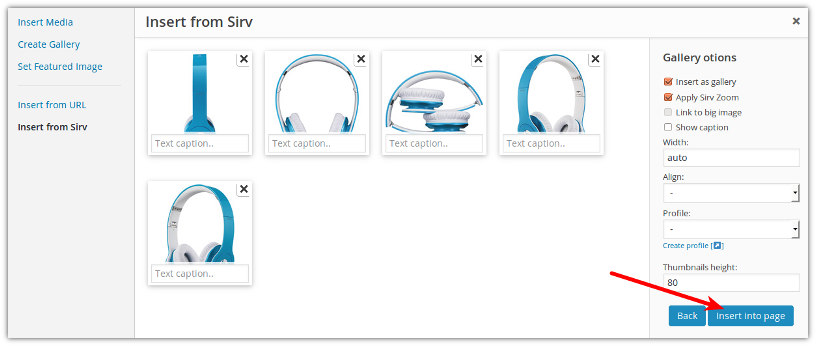 Insert Media
Create Gallery
Set Featured Image
Insert from URL
Insert from Sirv
Insert from Sirv
Text caption..
Text caption..
Text caption..
Text caption..
Text caption..
Gallery otions
Insert as gallery
Apply Sirv Zoom
Link to big image
Show caption
Width:
auto
Align:
-
Profile:
-
Create profile [ ]
Thumbnails height:
80
Back
Insert into page